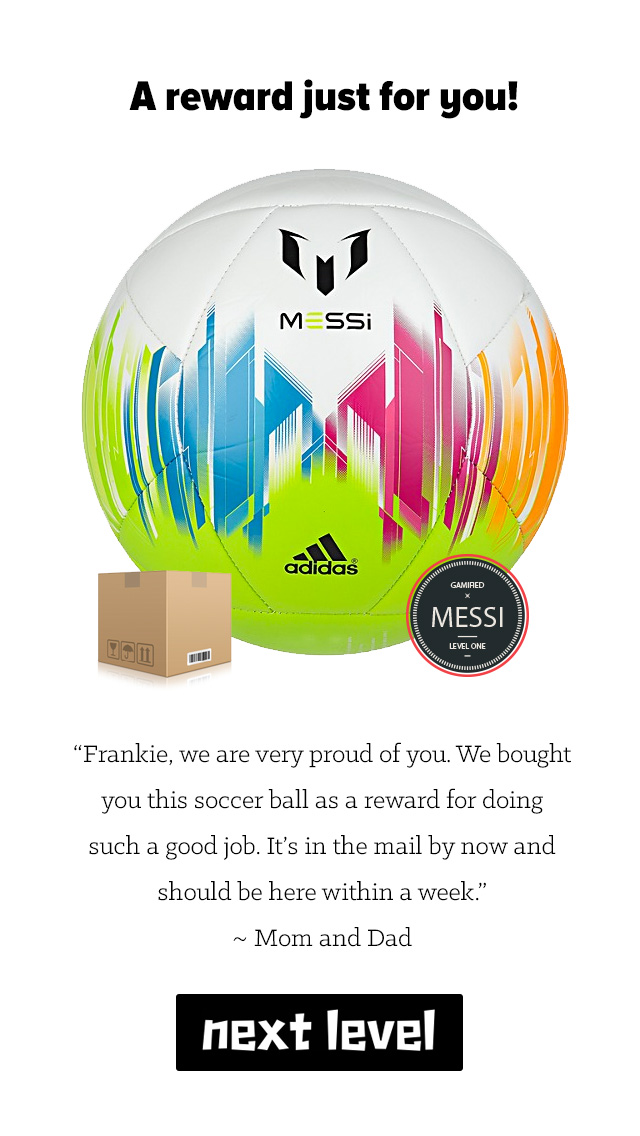 A reward just for you!
MESSi
adidas®
GAMIFIED
×
MESSI
LEVEL ONE
“Frankie, we are very proud of you. We bought
you this soccer ball as a reward for doing
such a good job. It’s in the mail by now and
should be here within a week.”
~ Mom and Dad
next level